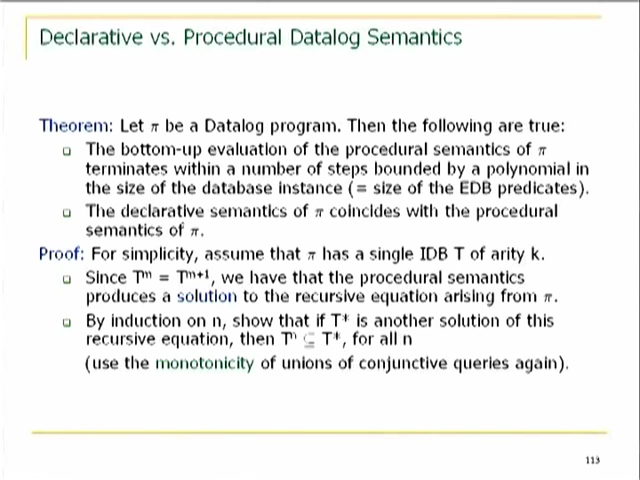 Declarative vs. Procedural Datalog Semantics
Theorem: Let π be a Datalog program. Then the following are true:
The bottom-up evaluation of the procedural semantics of π
terminates within a number of steps bounded by a polynomial in
the size of the database instance (= size of the EDB predicates).
The declarative semantics of π coincides with the procedural
semantics of π.
Proof: For simplicity, assume that π has a single IDB T of arity k.
Since Tᵐ = Tᵐ⁺¹, we have that the procedural semantics
produces a solution to the recursive equation arising from π.
By induction on n, show that if T* is another solution of this
recursive equation, then Tⁿ ⊆ T*, for all n
(use the monotonicity of unions of conjunctive queries again).
113